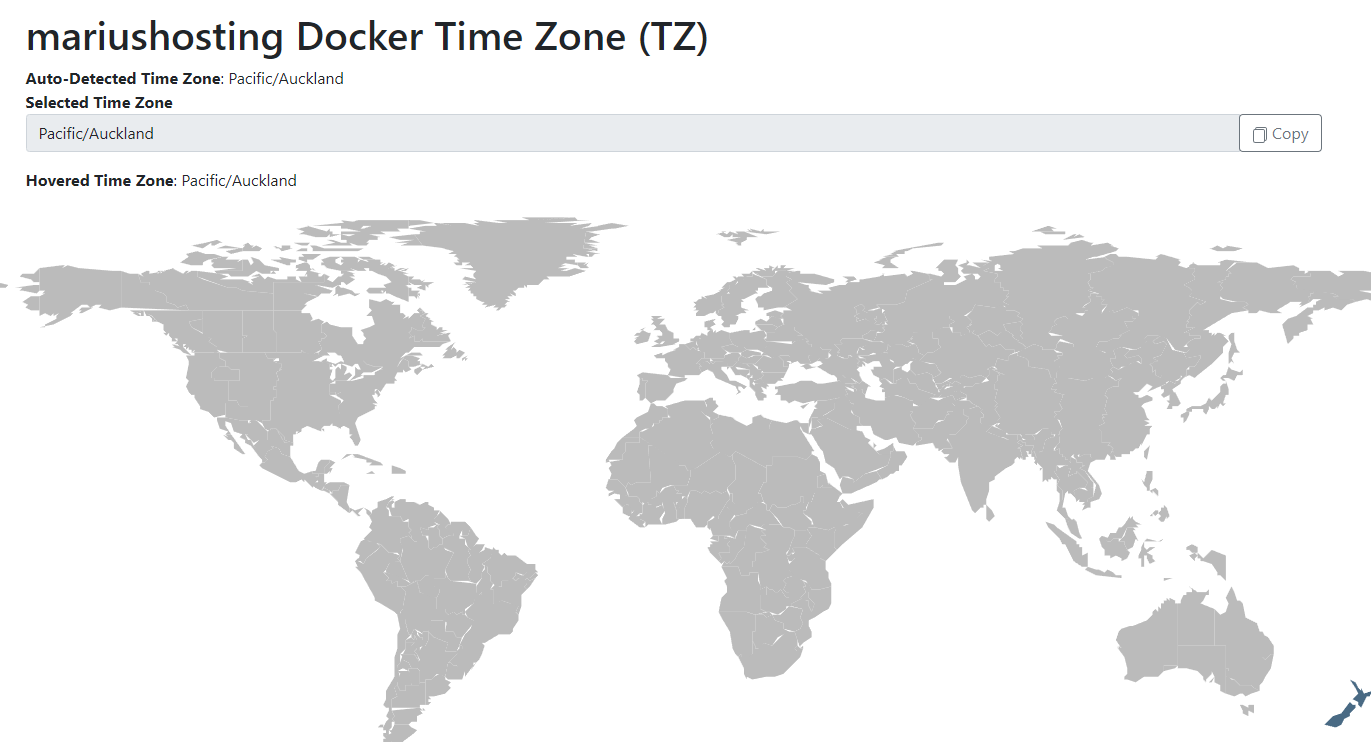 mariushosting Docker Time Zone (TZ)
Auto-Detected Time Zone: Pacific/Auckland
Selected Time Zone
Pacific/Auckland
Copy
Hovered Time Zone: Pacific/Auckland